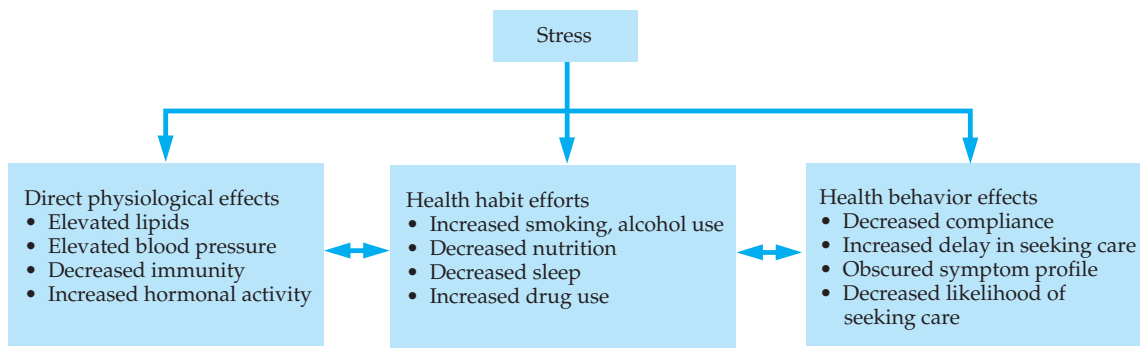 Stress
Direct physiological effects
• Elevated lipids
• Elevated blood pressure
• Decreased immunity
• Increased hormonal activity
Health habit efforts
• Increased smoking, alcohol use
• Decreased nutrition
• Decreased sleep
• Increased drug use
Health behavior effects
• Decreased compliance
• Increased delay in seeking care
• Obscured symptom profile
• Decreased likelihood of
seeking care